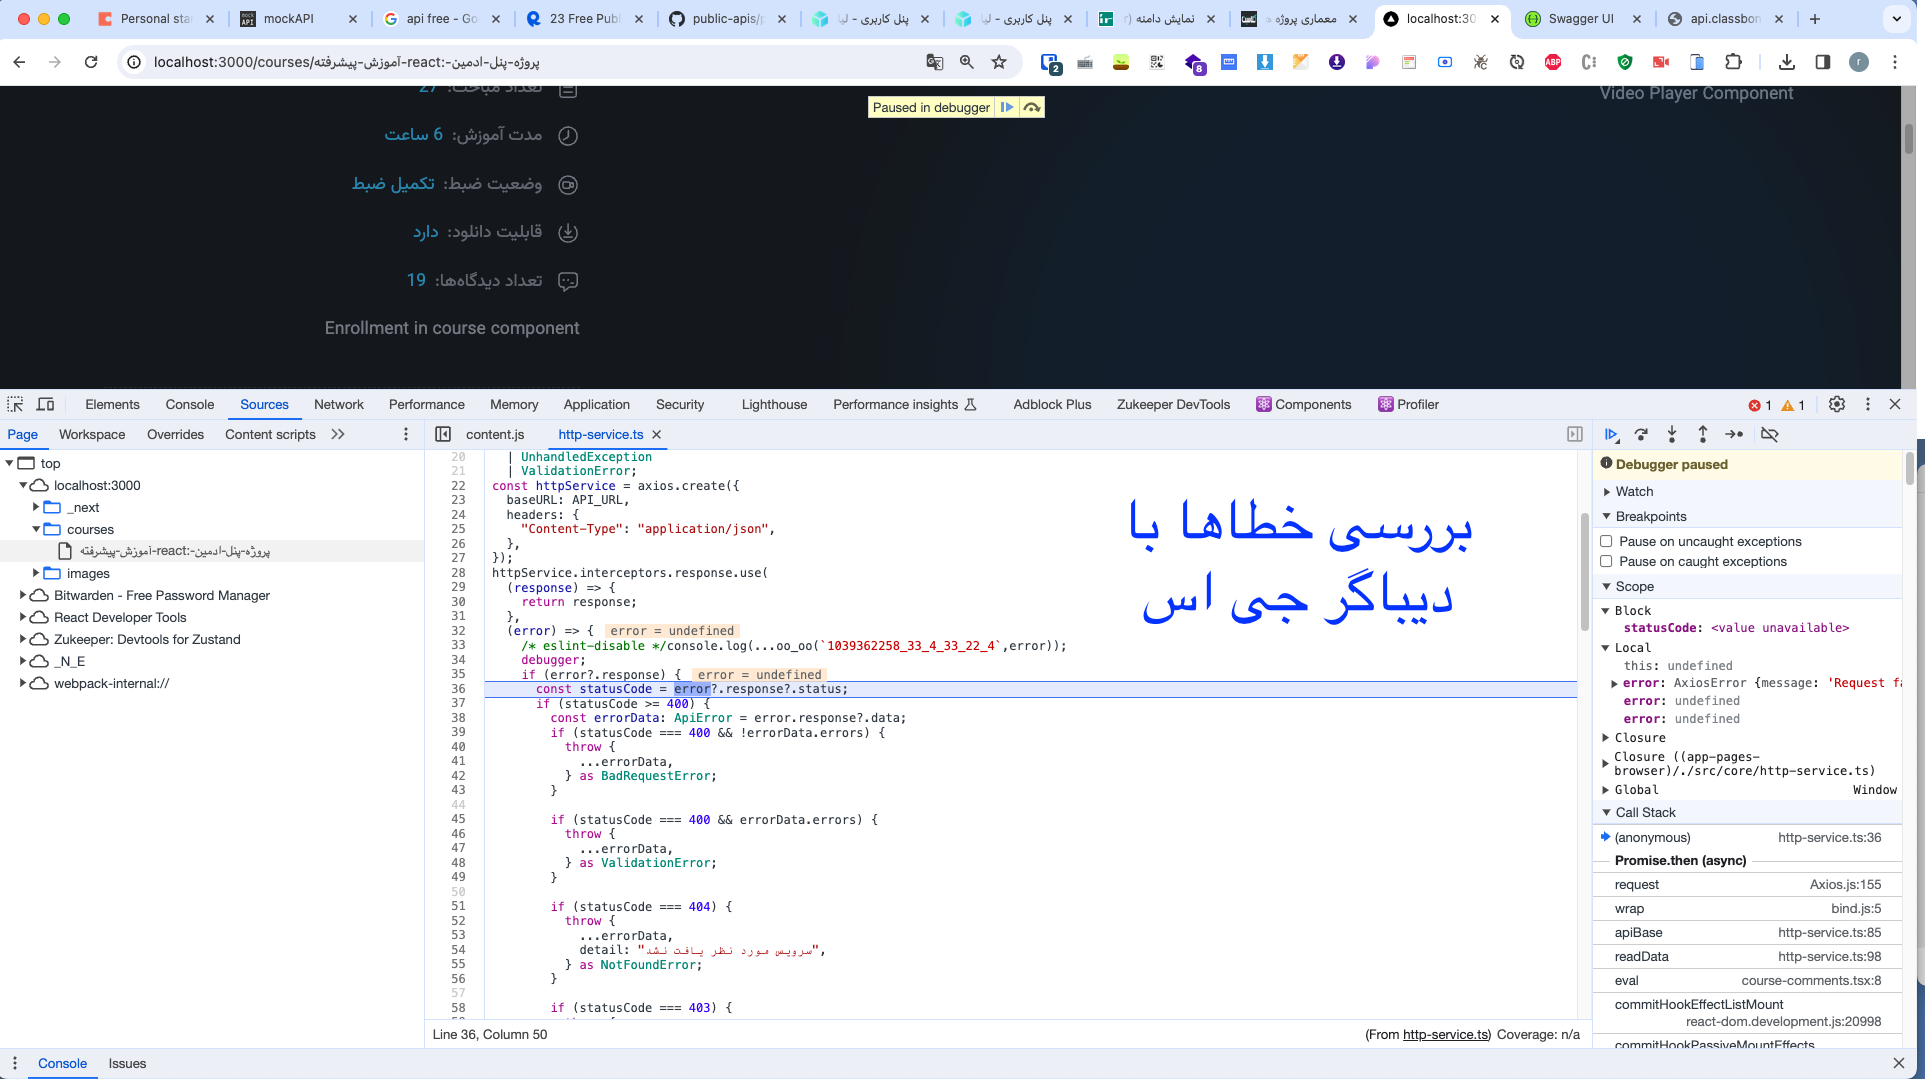 Personal sta
mockAPI
api free - Go
23 Free Publ
public-apis/p
پنل کاربری - لیا
پنل کاربری - لیا
نمایش دامنه (r
معماری پروژه
localhost:300
Swagger UI
api.classbon
localhost:3000/courses/آموزش-پیشرفته-react:-پروژه-پنل-ادمین
Paused in debugger
Video Player Component
تعداد مباحث: 27
مدت آموزش: 6 ساعت
وضعیت ضبط: تکمیل ضبط
قابلیت دانلود: دارد
تعداد دیدگاه‌ها: 19
Enrollment in course component
Elements Console Sources Network Performance Memory Application Security Lighthouse Performance insights Adblock Plus Zukeeper DevTools Components Profiler 1 1
Page Workspace Overrides Content scripts
top
localhost:3000
_next
courses
آموزش-پیشرفته-react:-پروژه-پنل-ادمین
images
Bitwarden - Free Password Manager
React Developer Tools
Zukeeper: Devtools for Zustand
_N_E
webpack-internal://
content.js http-service.ts
20 | UnhandledException
21 | ValidationError;
22 const httpService = axios.create({
23 baseURL: API_URL,
24 headers: {
25 "Content-Type": "application/json",
26 },
27 });
28 httpService.interceptors.response.use(
29 (response) => {
30 return response;
31 },
32 (error) => { error = undefined
33 /* eslint-disable */console.log(...oo_oo(`1039362258_33_4_33_22_4`,error));
34 debugger;
35 if (error?.response) { error = undefined
36 const statusCode = error?.response?.status;
37 if (statusCode >= 400) {
38 const errorData: ApiError = error.response?.data;
39 if (statusCode === 400 && !errorData.errors) {
40 throw {
41 ...errorData,
42 } as BadRequestError;
43 }
44
45 if (statusCode === 400 && errorData.errors) {
46 throw {
47 ...errorData,
48 } as ValidationError;
49 }
50
51 if (statusCode === 404) {
52 throw {
53 ...errorData,
54 detail: "سرویس مورد نظر یافت نشد",
55 } as NotFoundError;
56 }
57
58 if (statusCode === 403) {
بررسی خطاها با
دیباگر جی اس
Line 36, Column 50
(From http-service.ts) Coverage: n/a
Debugger paused
Watch
Breakpoints
Pause on uncaught exceptions
Pause on caught exceptions
Scope
Block
statusCode: <value unavailable>
Local
this: undefined
error: AxiosError {message: 'Request fa
error: undefined
error: undefined
Closure
Closure ((app-pages-
browser)/./src/core/http-service.ts)
Global Window
Call Stack
(anonymous) http-service.ts:36
Promise.then (async)
request Axios.js:155
wrap bind.js:5
apiBase http-service.ts:85
readData http-service.ts:98
eval course-comments.tsx:8
commitHookEffectListMount
react-dom.development.js:20998
commitHookPassiveMountEffects
Console Issues